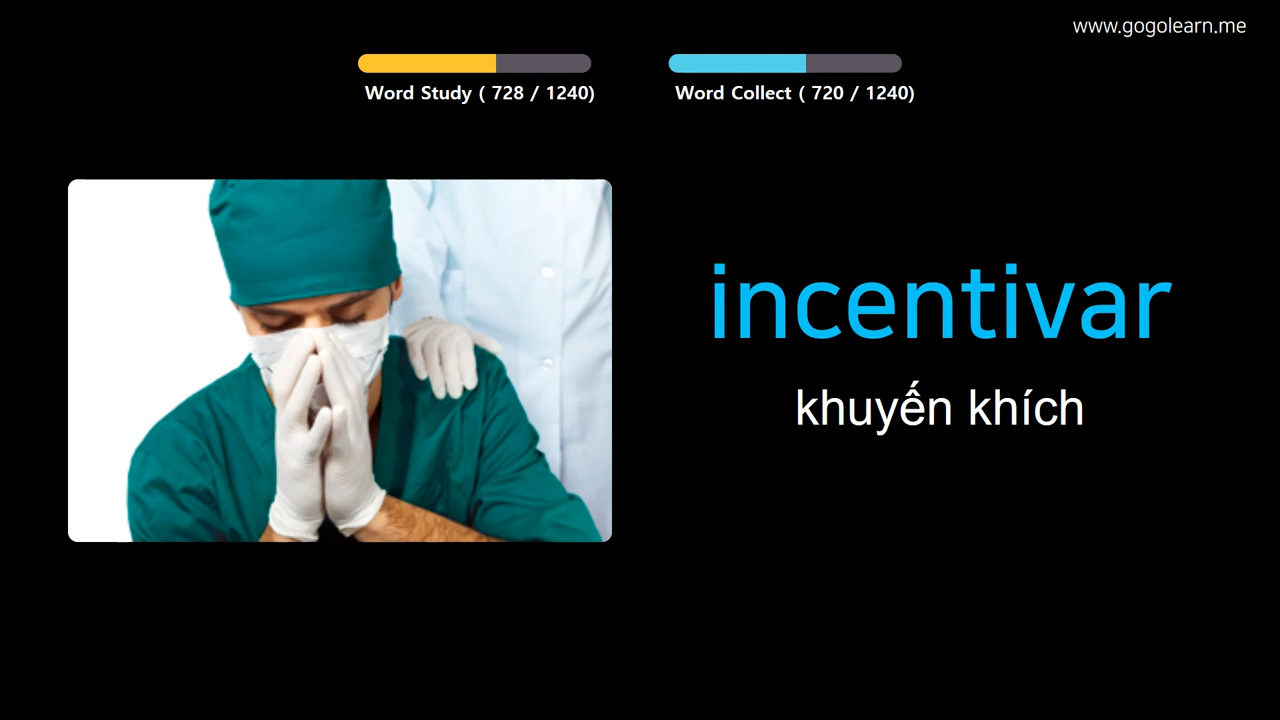 www.gogolearn.me
Word Study ( 728 / 1240)
Word Collect ( 720 / 1240)
incentivar
khuyến khích